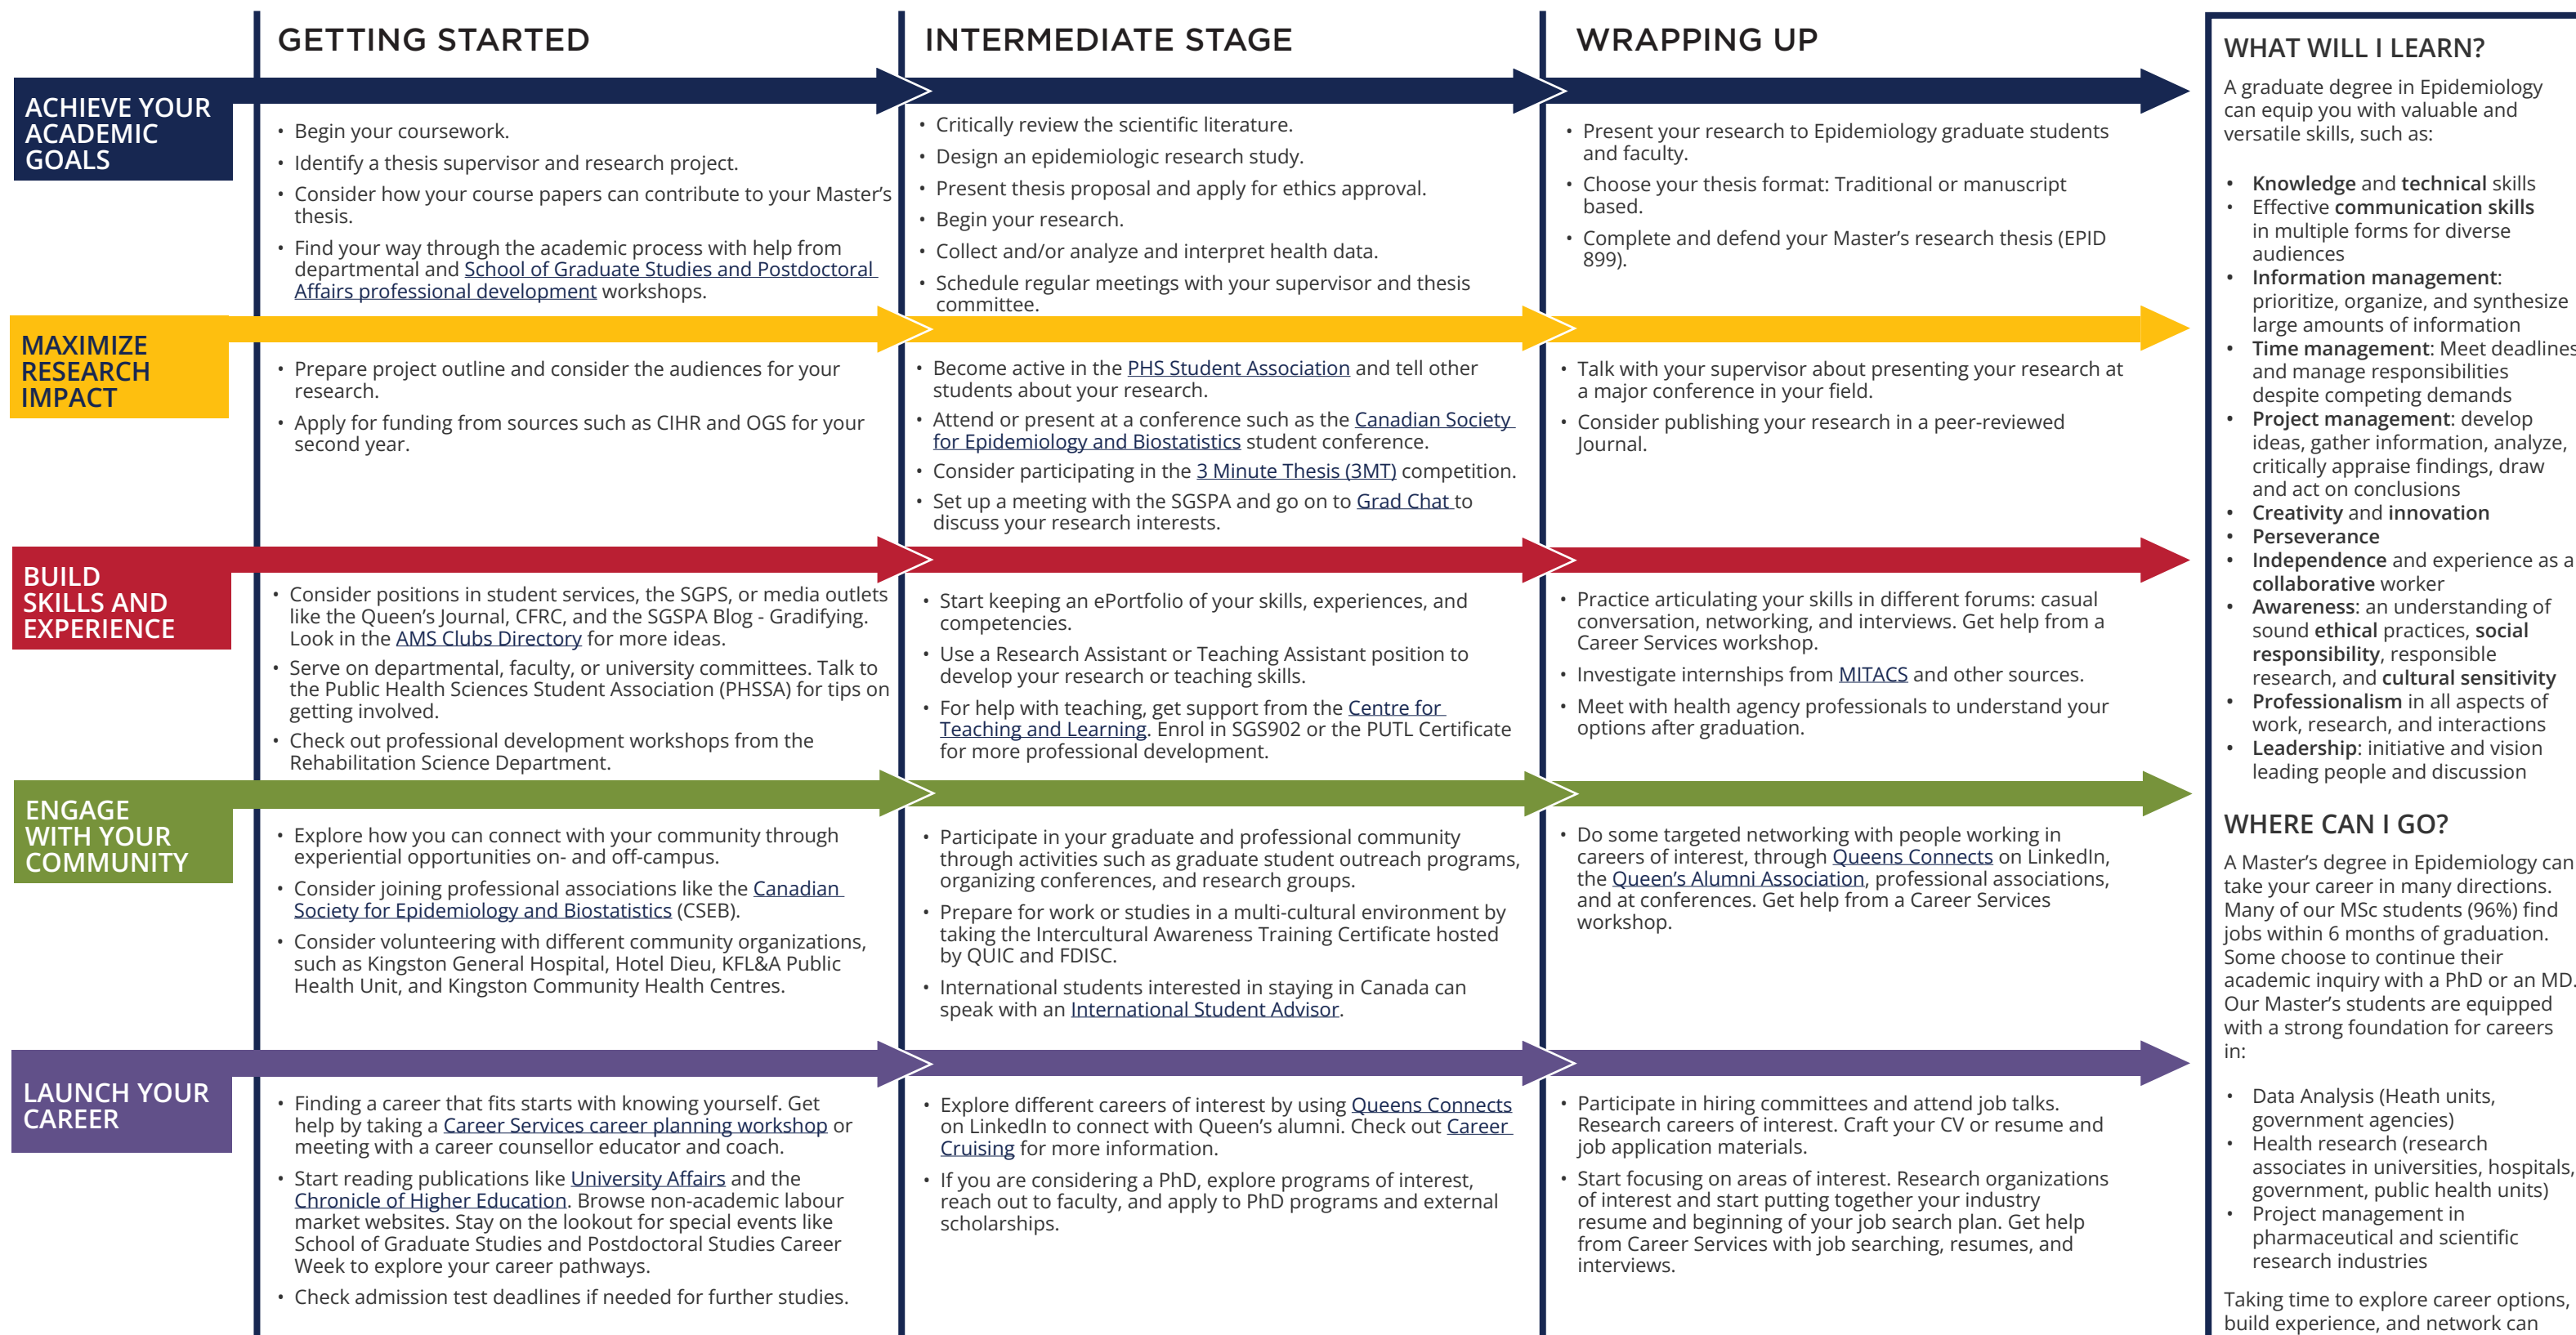 GETTING STARTED
INTERMEDIATE STAGE
WRAPPING UP
ACHIEVE YOUR
ACADEMIC
GOALS
• Begin your coursework.
• Identify a thesis supervisor and research project.
• Consider how your course papers can contribute to your Master's
thesis.
• Find your way through the academic process with help from
departmental and School of Graduate Studies and Postdoctoral
Affairs professional development workshops.
• Critically review the scientific literature.
• Design an epidemiologic research study.
• Present thesis proposal and apply for ethics approval.
• Begin your research.
• Collect and/or analyze and interpret health data.
• Schedule regular meetings with your supervisor and thesis
committee.
• Present your research to Epidemiology graduate students
and faculty.
• Choose your thesis format: Traditional or manuscript
based.
• Complete and defend your Master's research thesis (EPID
899).
MAXIMIZE
RESEARCH
IMPACT
• Prepare project outline and consider the audiences for your
research.
• Apply for funding from sources such as CIHR and OGS for your
second year.
• Become active in the PHS Student Association and tell other
students about your research.
• Attend or present at a conference such as the Canadian Society
for Epidemiology and Biostatistics student conference.
• Consider participating in the 3 Minute Thesis (3MT) competition.
• Set up a meeting with the SGSPA and go on to Grad Chat to
discuss your research interests.
• Talk with your supervisor about presenting your research at
a major conference in your field.
• Consider publishing your research in a peer-reviewed
Journal.
BUILD
SKILLS AND
EXPERIENCE
• Consider positions in student services, the SGPS, or media outlets
like the Queen's Journal, CFRC, and the SGSPA Blog - Gradifying.
Look in the AMS Clubs Directory for more ideas.
• Serve on departmental, faculty, or university committees. Talk to
the Public Health Sciences Student Association (PHSSA) for tips on
getting involved.
• Check out professional development workshops from the
Rehabilitation Science Department.
• Start keeping an ePortfolio of your skills, experiences, and
competencies.
• Use a Research Assistant or Teaching Assistant position to
develop your research or teaching skills.
• For help with teaching, get support from the Centre for
Teaching and Learning. Enrol in SGS902 or the PUTL Certificate
for more professional development.
• Practice articulating your skills in different forums: casual
conversation, networking, and interviews. Get help from a
Career Services workshop.
• Investigate internships from MITACS and other sources.
• Meet with health agency professionals to understand your
options after graduation.
ENGAGE
WITH YOUR
COMMUNITY
• Explore how you can connect with your community through
experiential opportunities on- and off-campus.
• Consider joining professional associations like the Canadian
Society for Epidemiology and Biostatistics (CSEB).
• Consider volunteering with different community organizations,
such as Kingston General Hospital, Hotel Dieu, KFL&A Public
Health Unit, and Kingston Community Health Centres.
• Participate in your graduate and professional community
through activities such as graduate student outreach programs,
organizing conferences, and research groups.
• Prepare for work or studies in a multi-cultural environment by
taking the Intercultural Awareness Training Certificate hosted
by QUIC and FDISC.
• International students interested in staying in Canada can
speak with an International Student Advisor.
• Do some targeted networking with people working in
careers of interest, through Queens Connects on LinkedIn,
the Queen's Alumni Association, professional associations,
and at conferences. Get help from a Career Services
workshop.
LAUNCH YOUR
CAREER
• Finding a career that fits starts with knowing yourself. Get
help by taking a Career Services career planning workshop or
meeting with a career counsellor educator and coach.
• Start reading publications like University Affairs and the
Chronicle of Higher Education. Browse non-academic labour
market websites. Stay on the lookout for special events like
School of Graduate Studies and Postdoctoral Studies Career
Week to explore your career pathways.
• Check admission test deadlines if needed for further studies.
• Explore different careers of interest by using Queens Connects
on LinkedIn to connect with Queen's alumni. Check out Career
Cruising for more information.
• If you are considering a PhD, explore programs of interest,
reach out to faculty, and apply to PhD programs and external
scholarships.
• Participate in hiring committees and attend job talks.
Research careers of interest. Craft your CV or resume and
job application materials.
• Start focusing on areas of interest. Research organizations
of interest and start putting together your industry
resume and beginning of your job search plan. Get help
from Career Services with job searching, resumes, and
interviews.
WHAT WILL I LEARN?
A graduate degree in Epidemiology
can equip you with valuable and
versatile skills, such as:
• Knowledge and technical skills
• Effective communication skills
in multiple forms for diverse
audiences
• Information management:
prioritize, organize, and synthesize
large amounts of information
• Time management: Meet deadlines
and manage responsibilities
despite competing demands
• Project management: develop
ideas, gather information, analyze,
critically appraise findings, draw
and act on conclusions
• Creativity and innovation
• Perseverance
• Independence and experience as a
collaborative worker
• Awareness: an understanding of
sound ethical practices, social
responsibility, responsible
research, and cultural sensitivity
• Professionalism in all aspects of
work, research, and interactions
• Leadership: initiative and vision
leading people and discussion
WHERE CAN I GO?
A Master's degree in Epidemiology can
take your career in many directions.
Many of our MSc students (96%) find
jobs within 6 months of graduation.
Some choose to continue their
academic inquiry with a PhD or an MD.
Our Master's students are equipped
with a strong foundation for careers
in:
• Data Analysis (Heath units,
government agencies)
• Health research (research
associates in universities, hospitals,
government, public health units)
• Project management in
pharmaceutical and scientific
research industries
Taking time to explore career options,
build experience, and network can